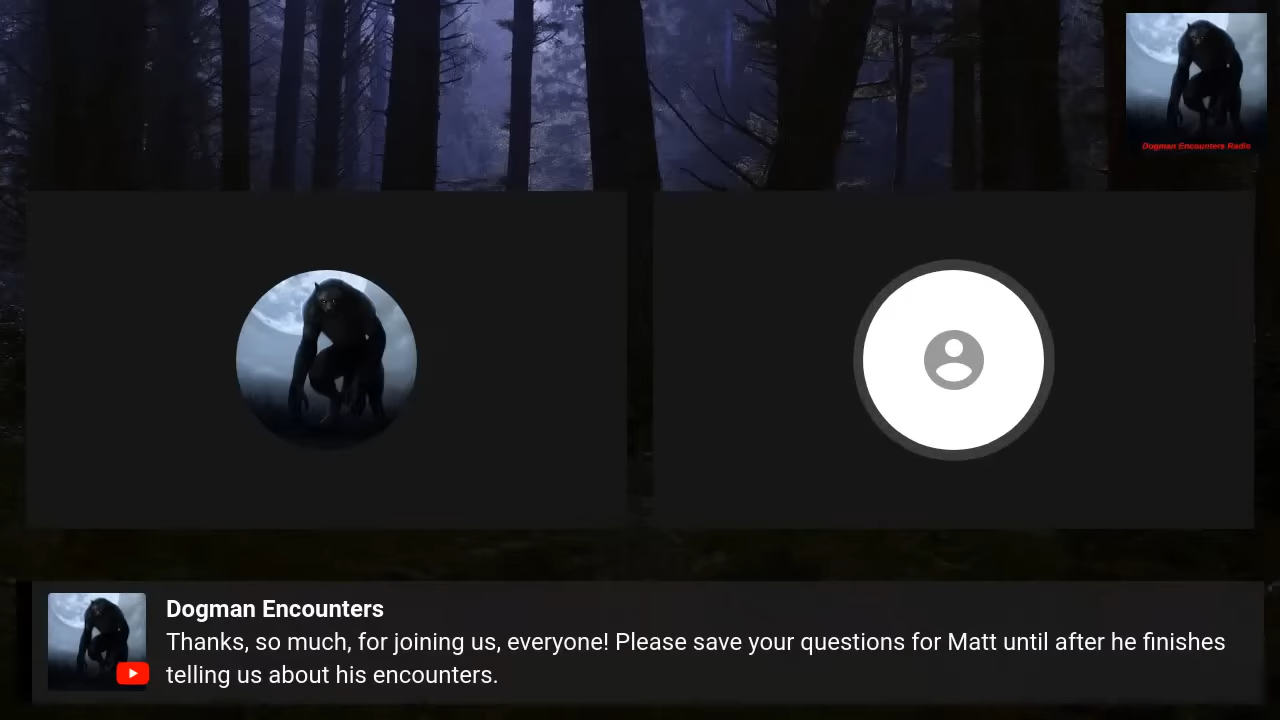 Dogman Encounters Radio
Dogman Encounters
Thanks, so much, for joining us, everyone! Please save your questions for Matt until after he finishes
telling us about his encounters.